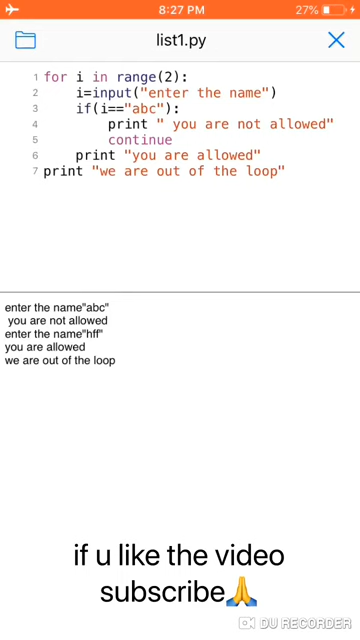 8:27 PM
27%
list1.py
1 for i in range(2):
2 i=input("enter the name")
3 if(i=="abc"):
4 print " you are not allowed"
5 continue
6 print "you are allowed"
7 print "we are out of the loop"
enter the name"abc"
you are not allowed
enter the name"hff"
you are allowed
we are out of the loop
if u like the video
subscribe🙏
DU RECORDER